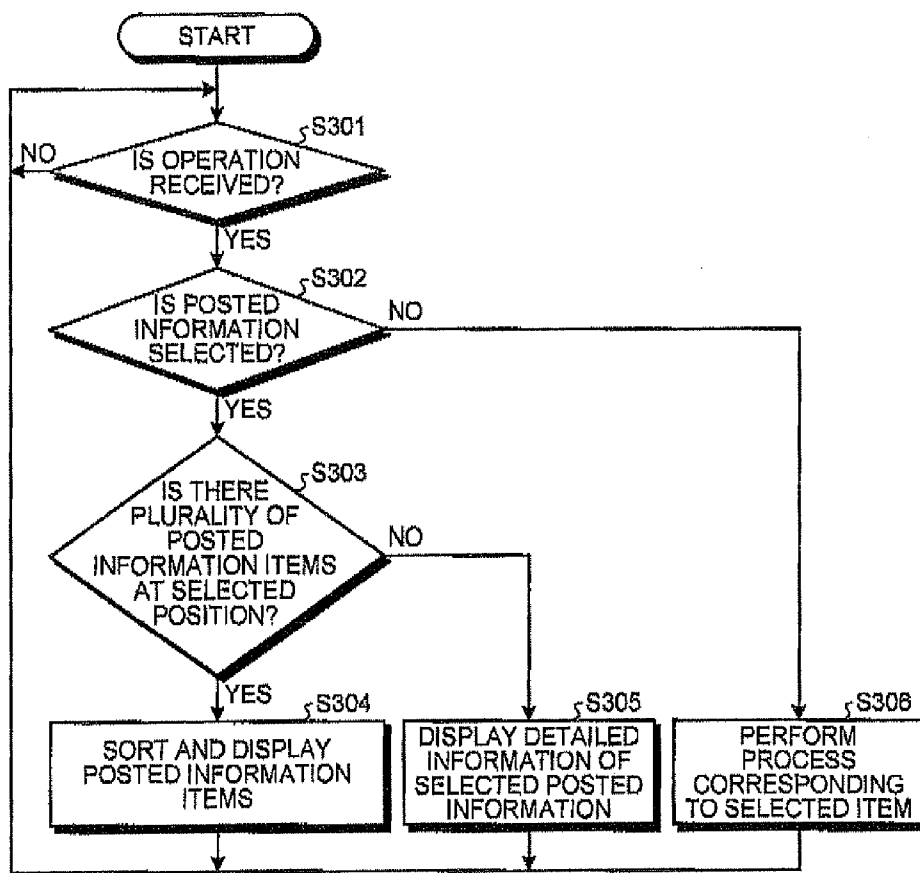 START
S301
NO
IS OPERATION
RECEIVED?
YES
S302
NO
IS POSTED
INFORMATION
SELECTED?
YES
S303
IS THERE
PLURALITY OF
POSTED
INFORMATION ITEMS
AT SELECTED
POSITION?
NO
YES
S304
SORT AND DISPLAY
POSTED INFORMATION
ITEMS
S305
DISPLAY DETAILED
INFORMATION OF
SELECTED POSTED
INFORMATION
S306
PERFORM
PROCESS
CORRESPONDING
TO SELECTED ITEM